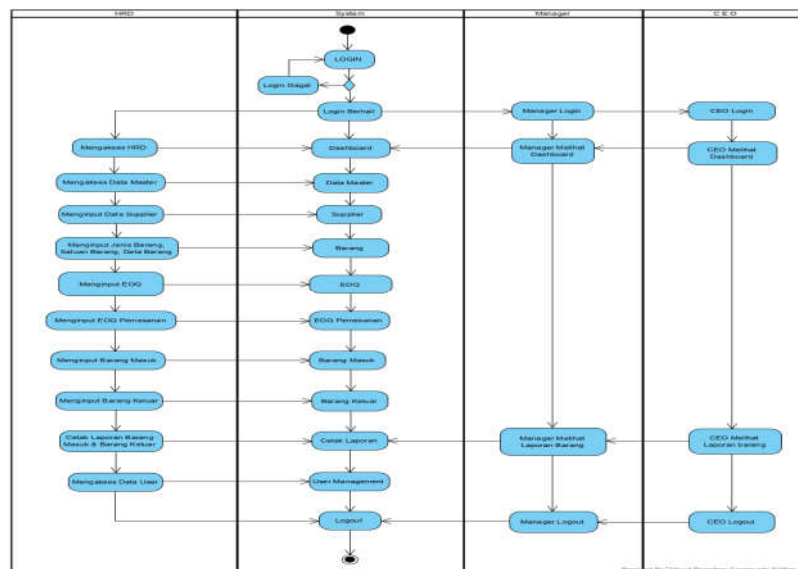 HRD System Manager C E O
LOGIN
Login Gagal
Login Berhail Manager Login CEO Login
Mengakses HRD Dashboard Manager Melihat CEO Melihat
Dashboard Dashboard
Mengakses Data Master Data Master
Menginput Data Supplier Supplier
Menginput Jenis Barang, Barang
Satuan Barang, Data Barang
Menginput EOQ EOQ
Menginput EOQ Pemesanan EOQ Pemesanan
Menginput Barang Masuk Barang Masuk
Menginput Barang Keluar Barang Keluar
Cetak Laporan Barang Cetak Laporan Manager Melihat CEO Melihat
Masuk & Barang Keluar Laporan Barang Laporan barang
Mengakses Data User User Management
Logout Manager Logout CEO Logout